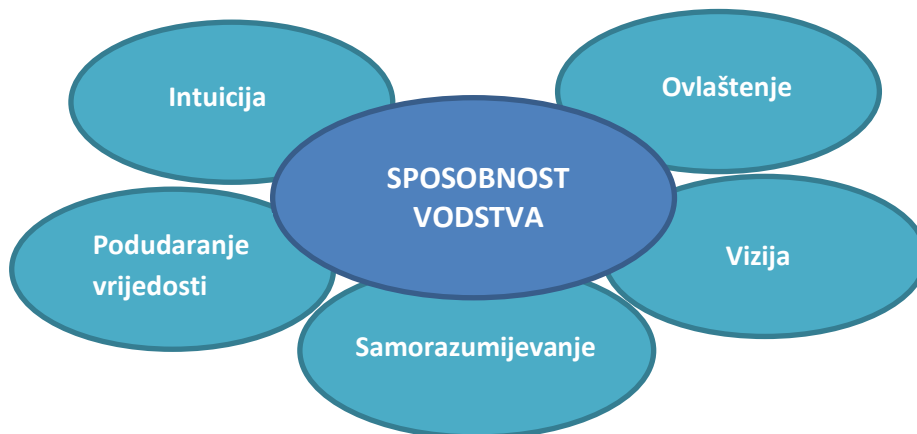 Intuicija
Ovlaštenje
SPOSOBNOST
VODSTVA
Podudaranje
vrijedosti
Vizija
Samorazumijevanje